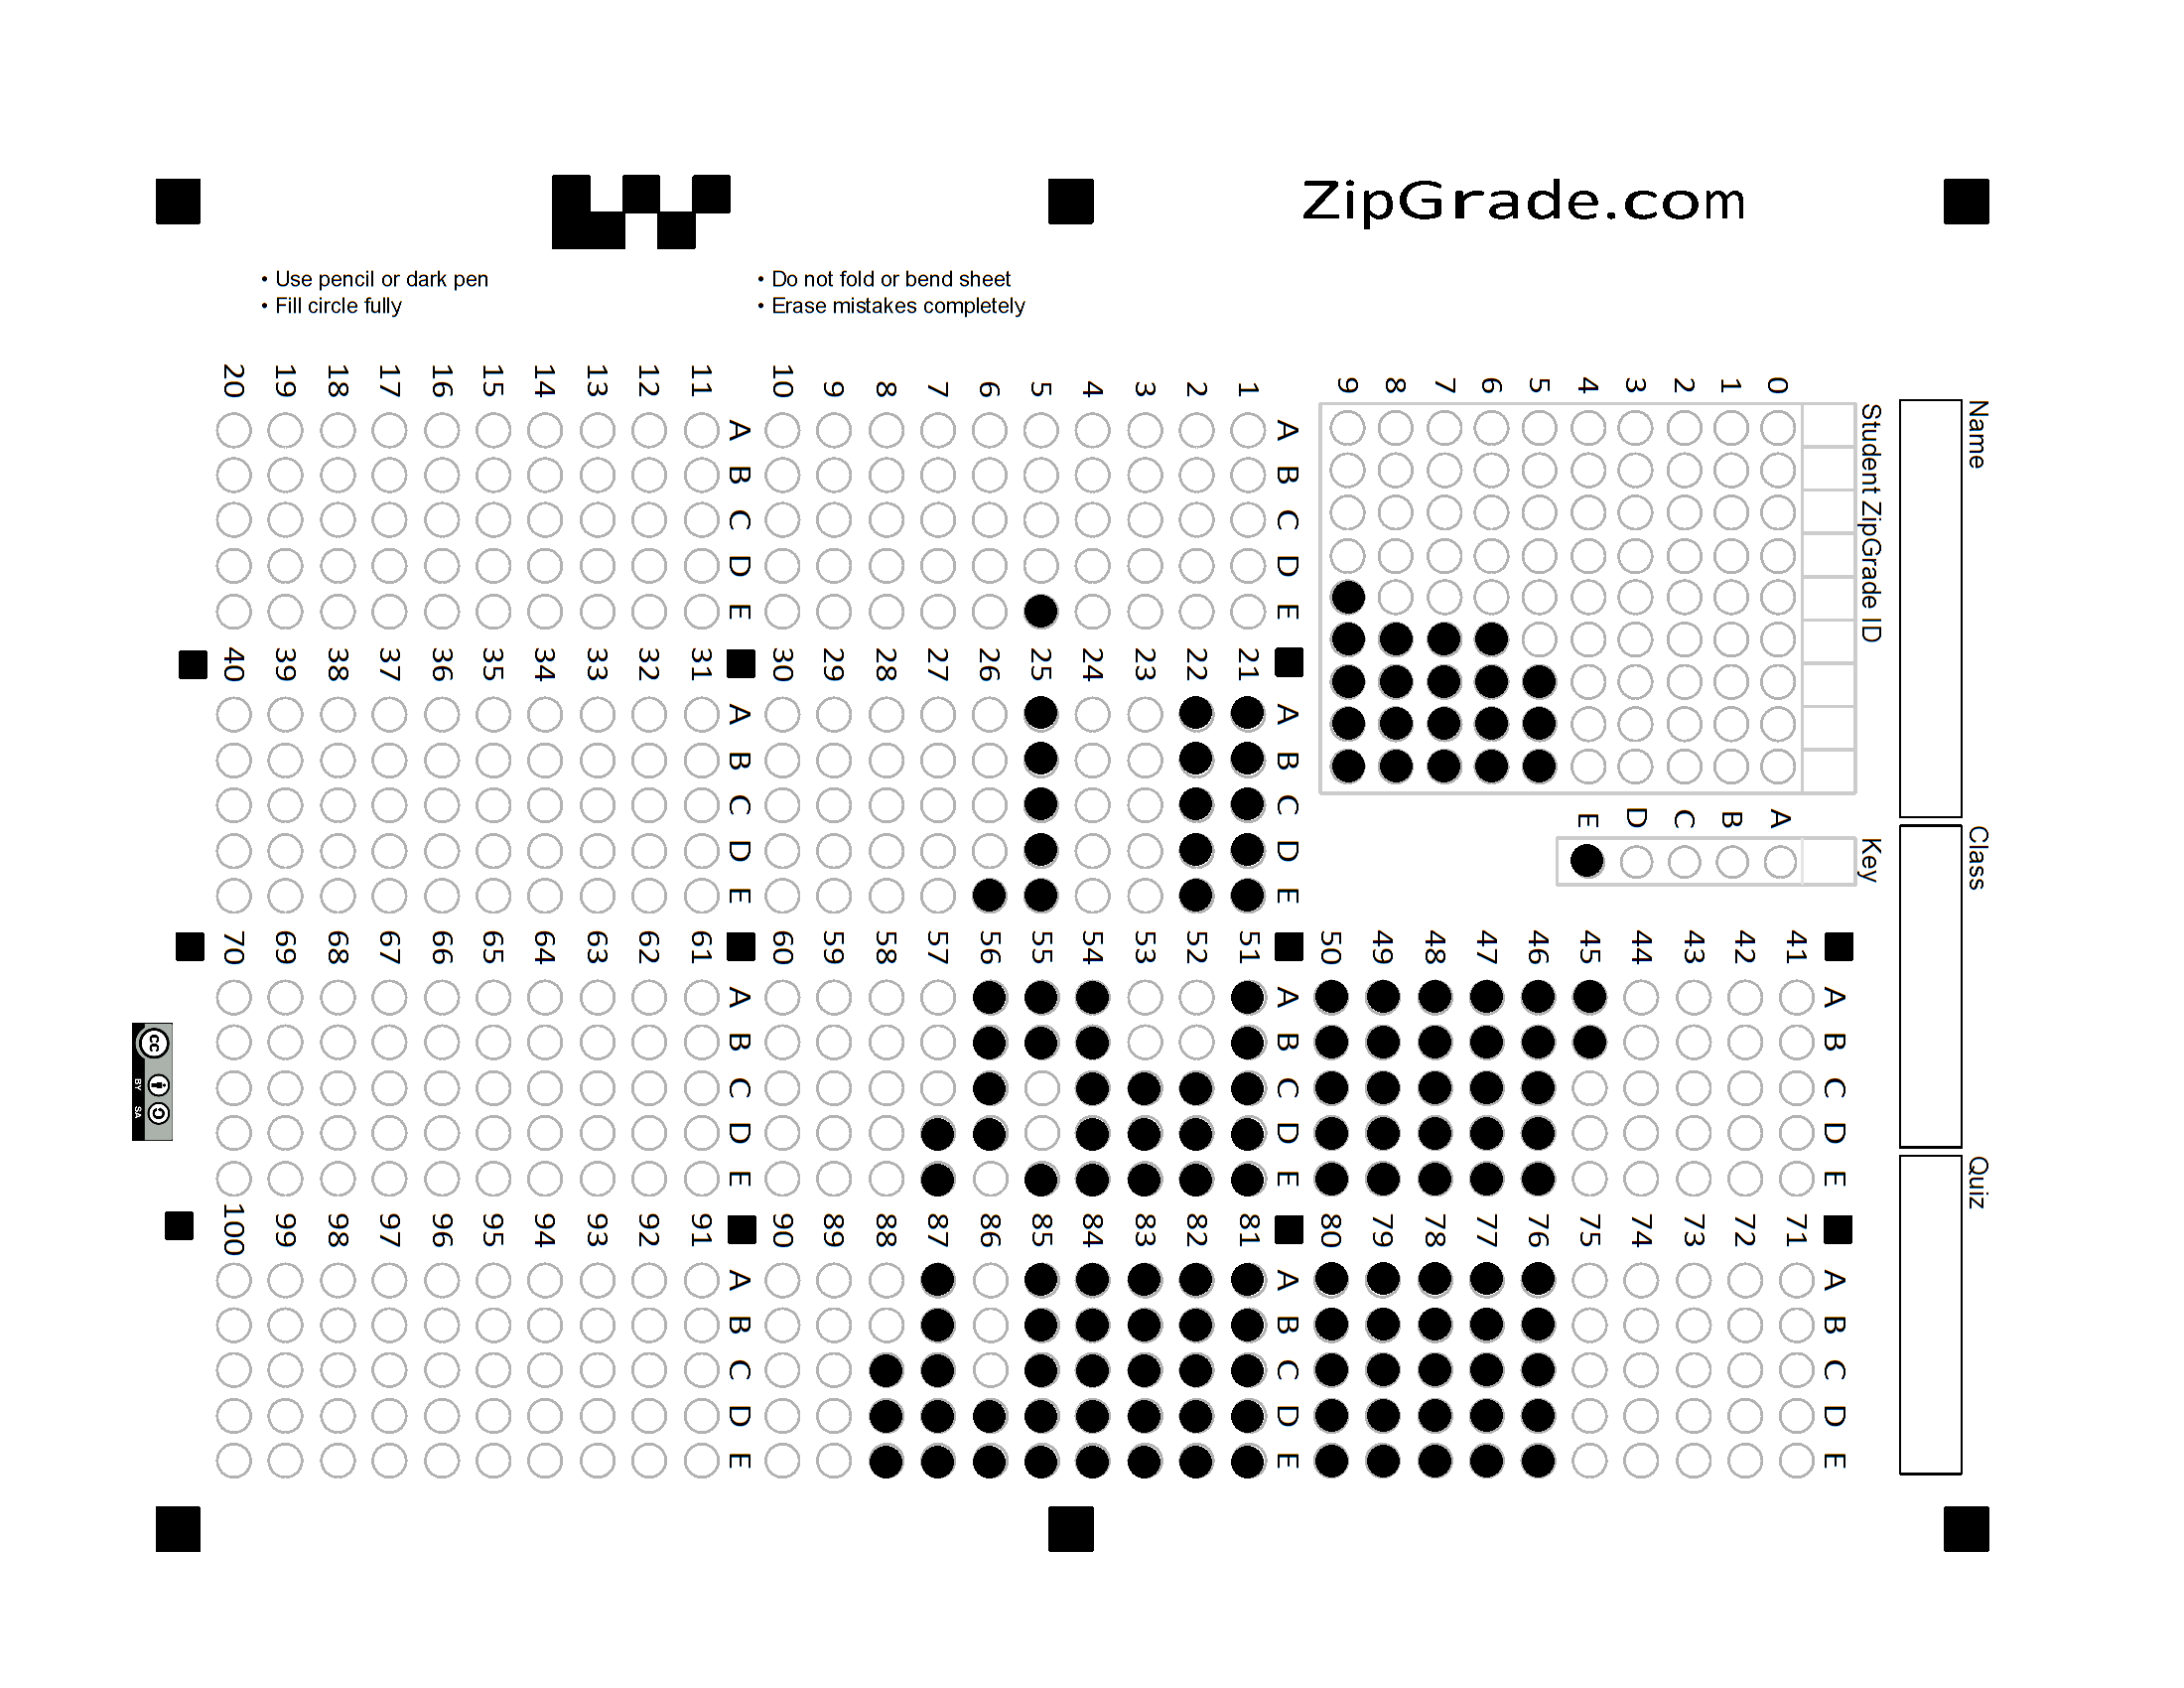 ZipGrade.com
• Use pencil or dark pen
• Fill circle fully
• Do not fold or bend sheet
• Erase mistakes completely
Name
Class
Quiz
Student ZipGrade ID
0 1 2 3 4 5 6 7 8 9
Key
A B C D E
1 2 3 4 5 6 7 8 9 10
A B C D E
11 12 13 14 15 16 17 18 19 20
A B C D E
21 22 23 24 25 26 27 28 29 30
A B C D E
31 32 33 34 35 36 37 38 39 40
A B C D E
41 42 43 44 45 46 47 48 49 50
A B C D E
51 52 53 54 55 56 57 58 59 60
A B C D E
61 62 63 64 65 66 67 68 69 70
A B C D E
71 72 73 74 75 76 77 78 79 80
A B C D E
81 82 83 84 85 86 87 88 89 90
A B C D E
91 92 93 94 95 96 97 98 99 100
A B C D E
cc
BY SA